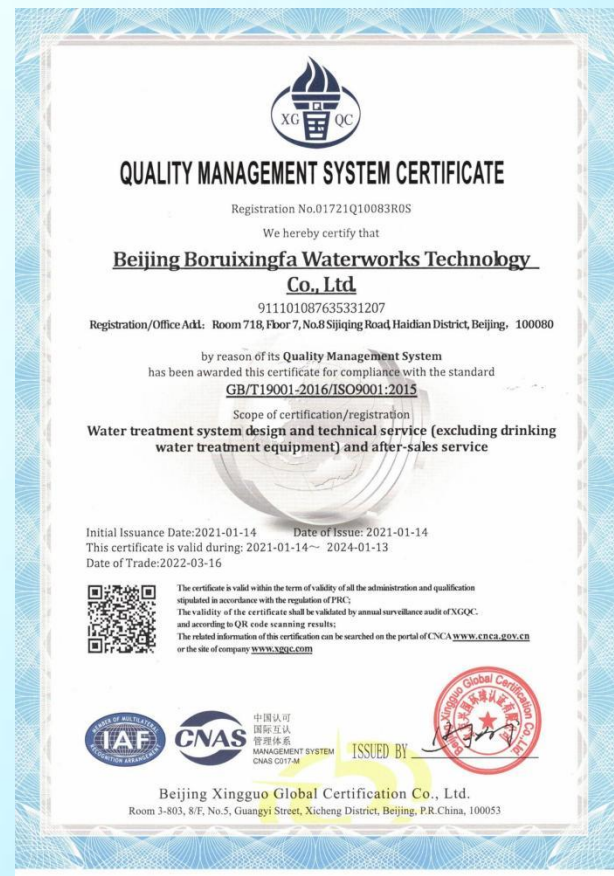 XG QC
QUALITY MANAGEMENT SYSTEM CERTIFICATE
Registration No.01721Q10083R0S
We hereby certify that
Beijing Boruixingfa Waterworks Technology
Co., Ltd.
911101087635331207
Registration/Office Add.: Room 718, Floor 7, No.8 Sijiqing Road, Haidian District, Beijing, 100080
by reason of its Quality Management System
has been awarded this certificate for compliance with the standard
GB/T19001-2016/ISO9001:2015
Scope of certification/registration
Water treatment system design and technical service (excluding drinking
water treatment equipment) and after-sales service
Initial Issuance Date:2021-01-14 Date of Issue: 2021-01-14
This certificate is valid during: 2021-01-14～ 2024-01-13
Date of Trade:2022-03-16
The certificate is valid within the term of validity of all the administration and qualification
stipulated in accordance with the regulation of PRC;
The validity of the certificate shall be validated by annual surveillance audit of XGQC.
and according to QR code scanning results;
The related information of this certification can be searched on the portal of CNCA www.cnca.gov.cn
or the site of company www.xgqc.com
MEMBER OF MULTILATERAL
IAF
RECOGNITION ARRANGEMENT
CNAS
中国认可
国际互认
管理体系
MANAGEMENT SYSTEM
CNAS C017-M
ISSUED BY
Beijing Xingguo Global Certification Co., Ltd.
Beijing Xingguo Global Certification Co., Ltd.
Room 3-803, 8/F, No.5, Guangyi Street, Xicheng District, Beijing, P.R.China, 100053